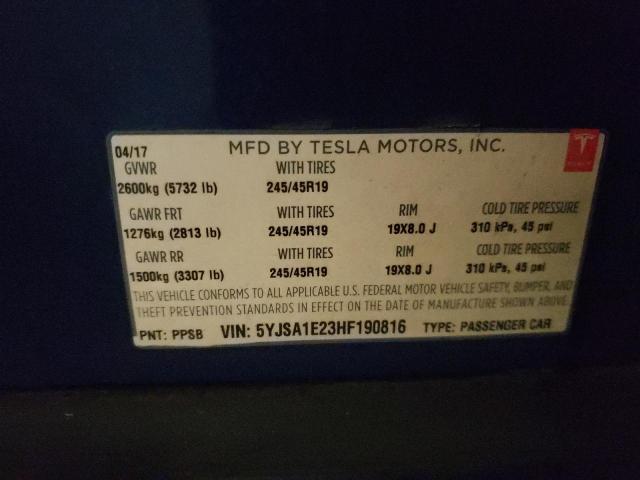 04/17 MFD BY TESLA MOTORS, INC.
GVWR WITH TIRES
2600kg (5732 lb) 245/45R19
GAWR FRT WITH TIRES RIM COLD TIRE PRESSURE
1276kg (2813 lb) 245/45R19 19X8.0 J 310 kPa, 45 psi
GAWR RR WITH TIRES RIM COLD TIRE PRESSURE
1500kg (3307 lb) 245/45R19 19X8.0 J 310 kPa, 45 psi
THIS VEHICLE CONFORMS TO ALL APPLICABLE U.S. FEDERAL MOTOR VEHICLE SAFETY, BUMPER, AND
THEFT PREVENTION STANDARDS IN EFFECT ON THE DATE OF MANUFACTURE SHOWN ABOVE.
PNT: PPSB VIN: 5YJSA1E23HF190816 TYPE: PASSENGER CAR